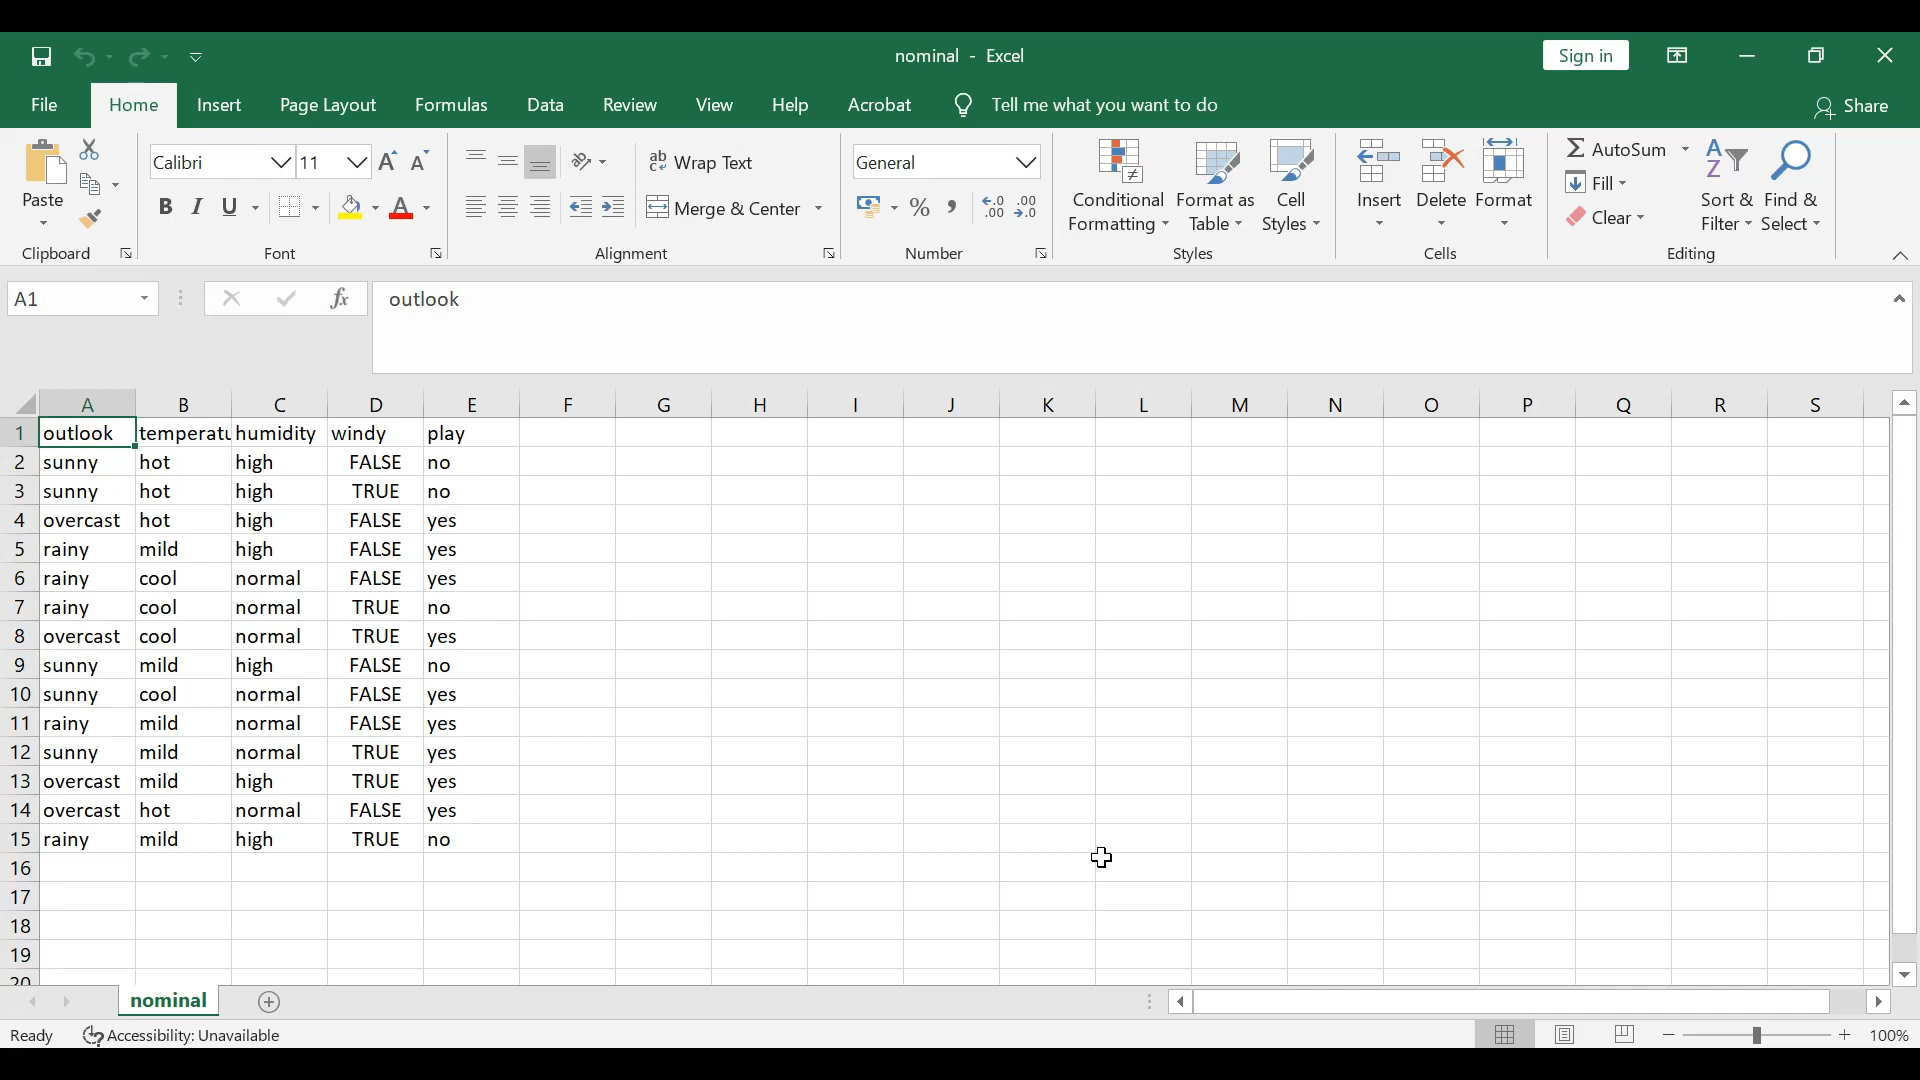 nominal - Excel
Sign in
File Home Insert Page Layout Formulas Data Review View Help Acrobat Tell me what you want to do Share
Paste
Clipboard
Calibri 11
B I U
A A
A
Font
ab Wrap Text
Merge & Center
Alignment
General
% ,
Number
Conditional Formatting
Format as Table
Cell Styles
Styles
Insert Delete Format
Cells
Σ AutoSum
Fill
Clear
Sort & Filter
Find & Select
Editing
A1 fx outlook
A B C D E F G H I J K L M N O P Q R S
1 outlook temperatu humidity windy play
2 sunny hot high FALSE no
3 sunny hot high TRUE no
4 overcast hot high FALSE yes
5 rainy mild high FALSE yes
6 rainy cool normal FALSE yes
7 rainy cool normal TRUE no
8 overcast cool normal TRUE yes
9 sunny mild high FALSE no
10 sunny cool normal FALSE yes
11 rainy mild normal FALSE yes
12 sunny mild normal TRUE yes
13 overcast mild high TRUE yes
14 overcast hot normal FALSE yes
15 rainy mild high TRUE no
16
17
18
19
20
nominal
Ready Accessibility: Unavailable 100%